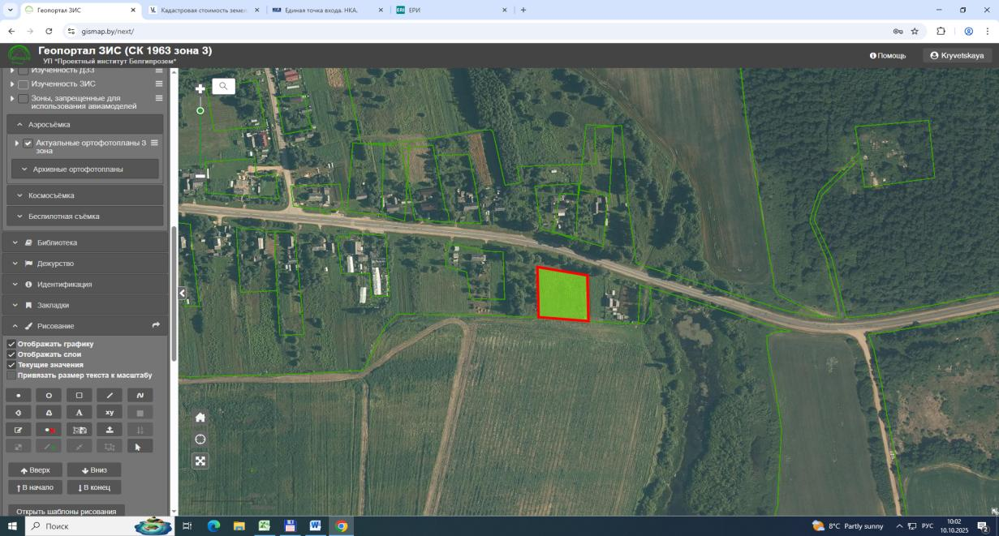 Геопортал ЗИС
Кадастровая стоимость земел
НКА
Единая точка входа. НКА.
ERI
ЕРИ
gismap.by/next/
Геопортал ЗИС (СК 1963 зона 3)
УП "Проектный институт Белгипрозем"
Помощь
Kryvetskaya
Изученность ДЗЗ
Изученность ЗИС
Зоны, запрещенные для
использования авиамоделей
Аэросъёмка
Актуальные ортофотопланы 3
зона
Архивные ортофотопланы
Космосъёмка
Беспилотная съёмка
Библиотека
Дежурство
Идентификация
Закладки
Рисование
Отображать графику
Отображать слои
Текущие значения
Привязать размер текста к масштабу
A
xy
Вверх
Вниз
В начало
В конец
Открыть шаблоны рисования
Поиск
8°C Partly sunny
РУС
10:02
10.10.2025